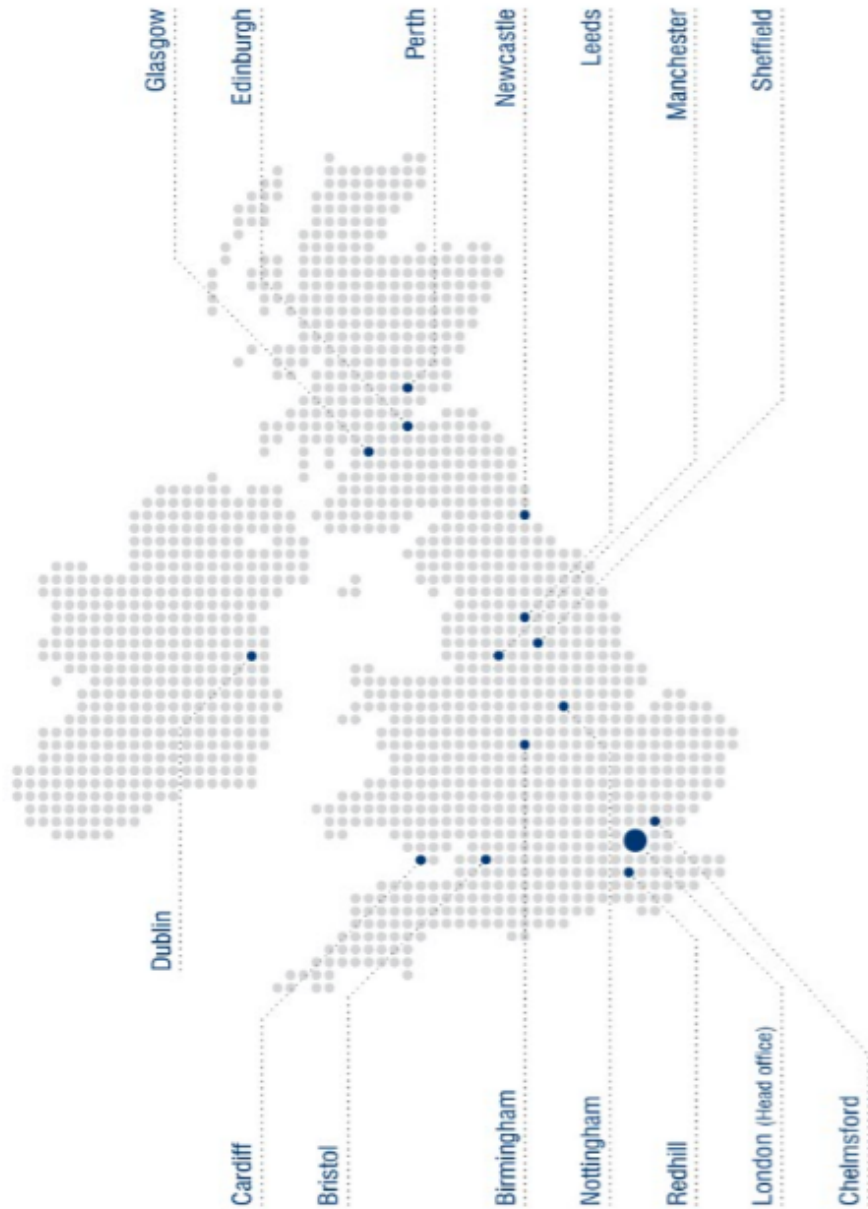 Glasgow
Edinburgh
Perth
Newcastle
Leeds
Manchester
Sheffield
Dublin
Cardiff
Bristol
Birmingham
Nottingham
Redhill
London (Head office)
Chelmsford